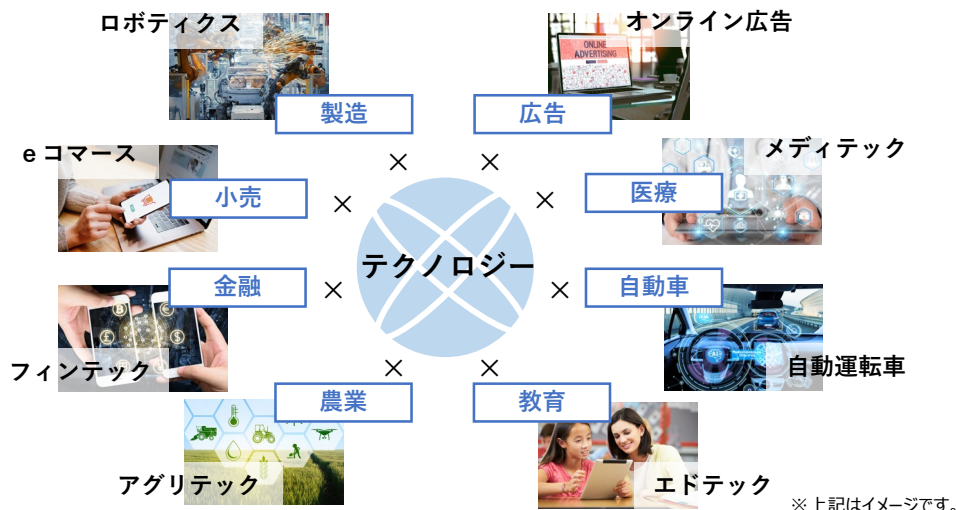 ロボティクス
オンライン広告
ONLINE
ADVERTISING
製造
広告
eコマース
メディテック
小売
医療
テクノロジー
金融
自動車
フィンテック
自動運転車
農業
教育
アグリテック
エドテック
※ 上記はイメージです。